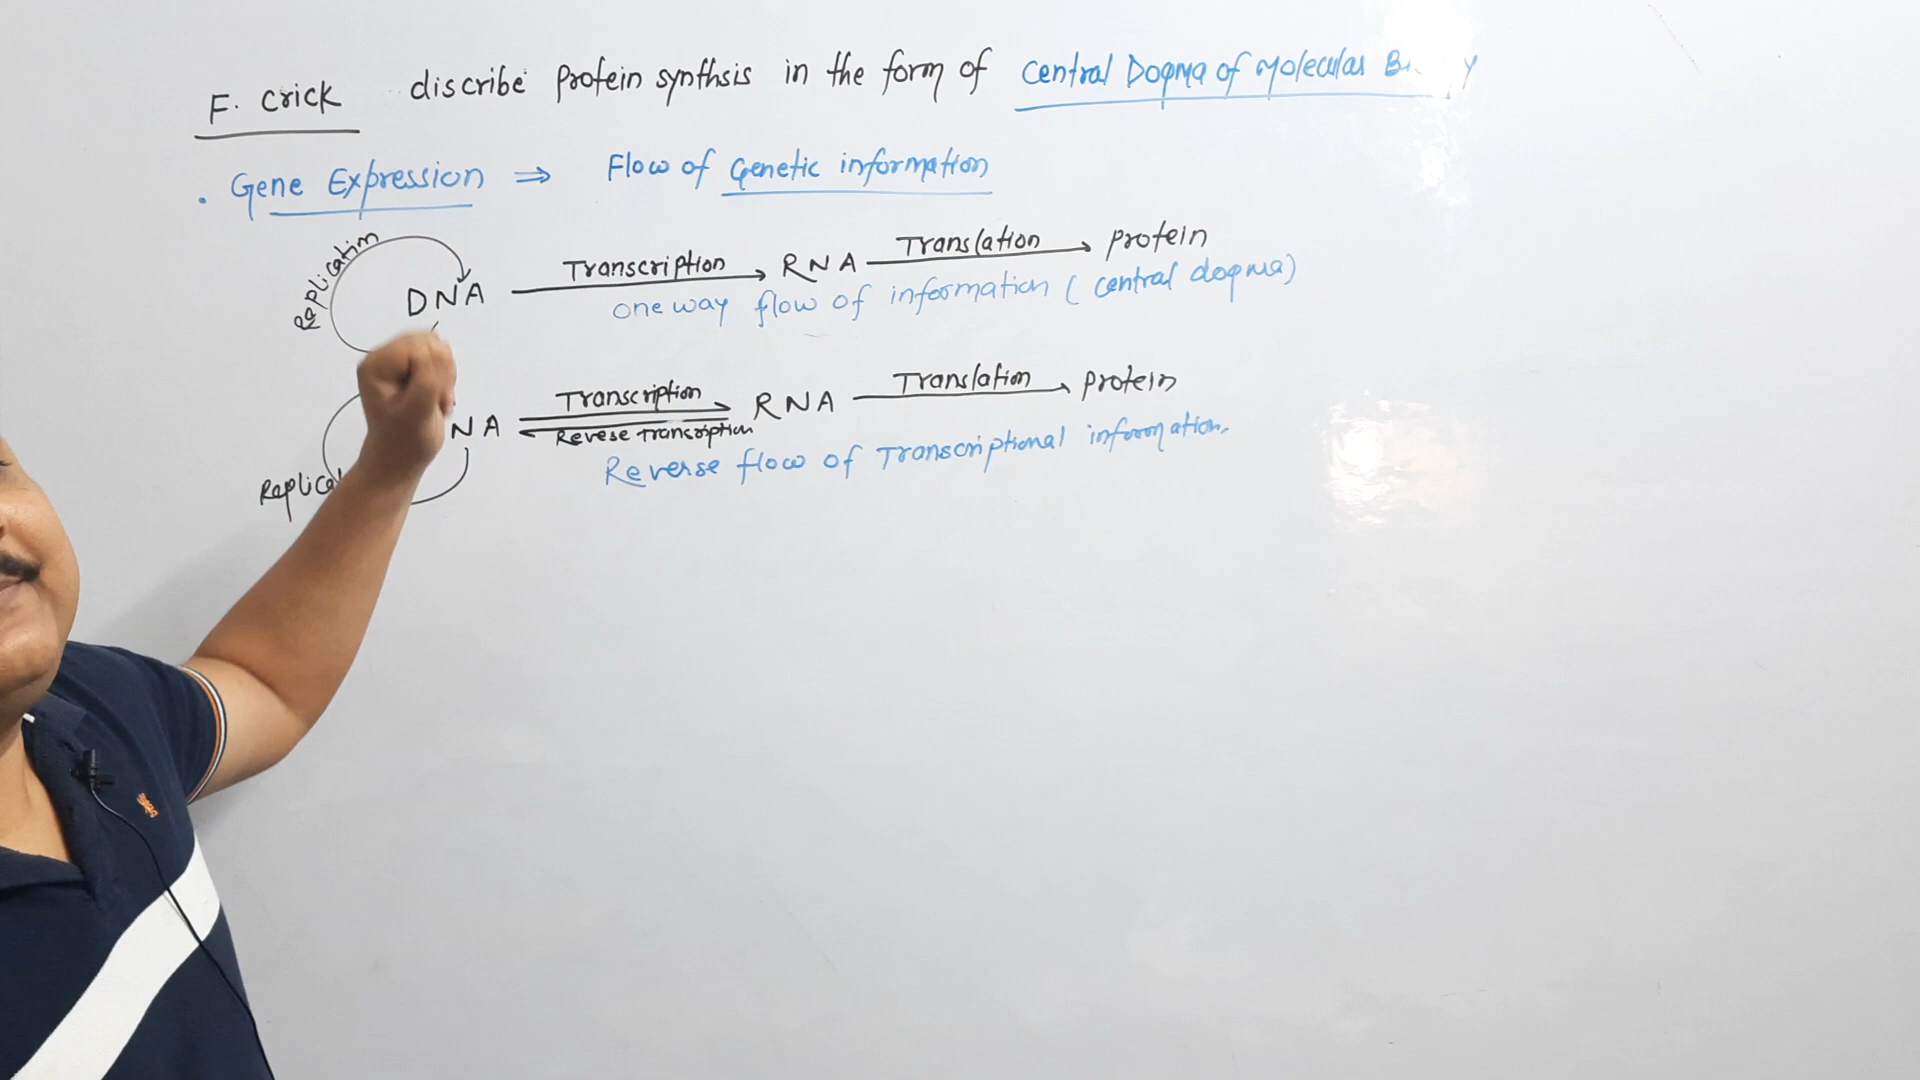 F. Crick discribe Protein synthsis in the form of Central Dogma of Molecular
. Gene Expression ⇒ Flow of Genetic information
Replication
DNA Transcription → RNA Translation → protein
one way flow of information (central dogma)
NA Transcription RNA Translation → protein
Revese transcription
Reverse flow of Transcriptional information.
Replica